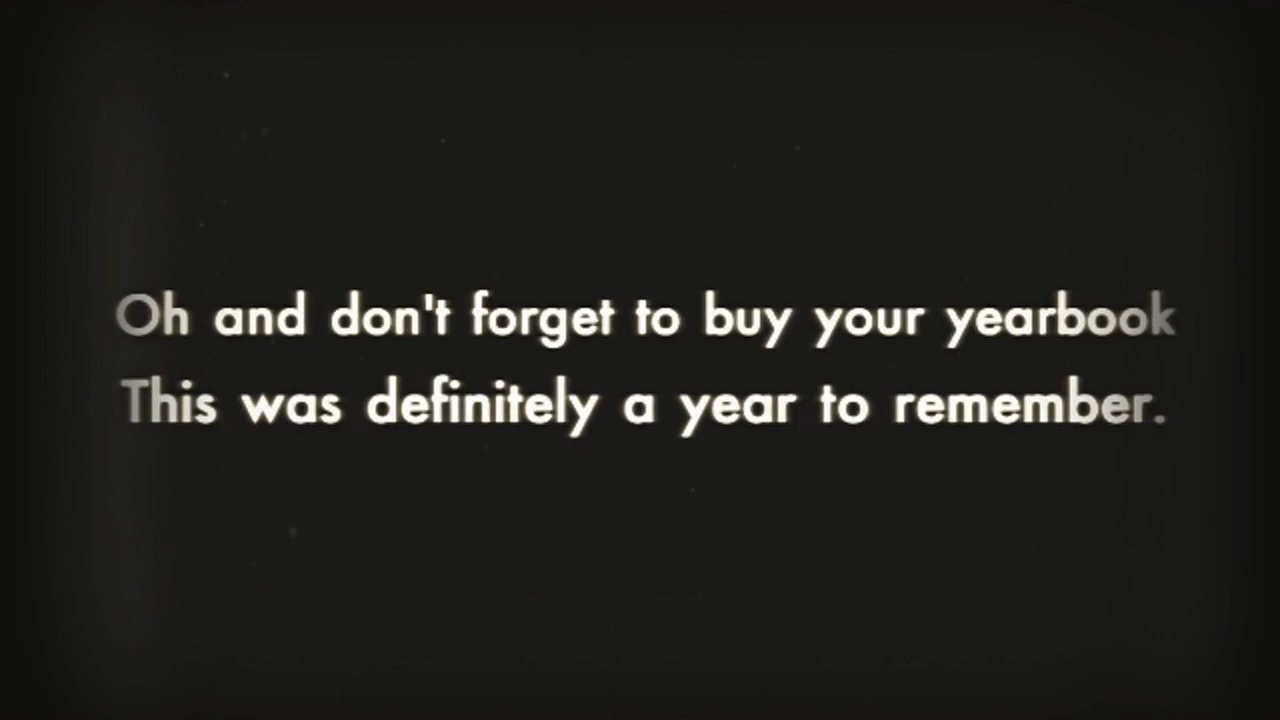 Oh and don't forget to buy your yearbook
This was definitely a year to remember.